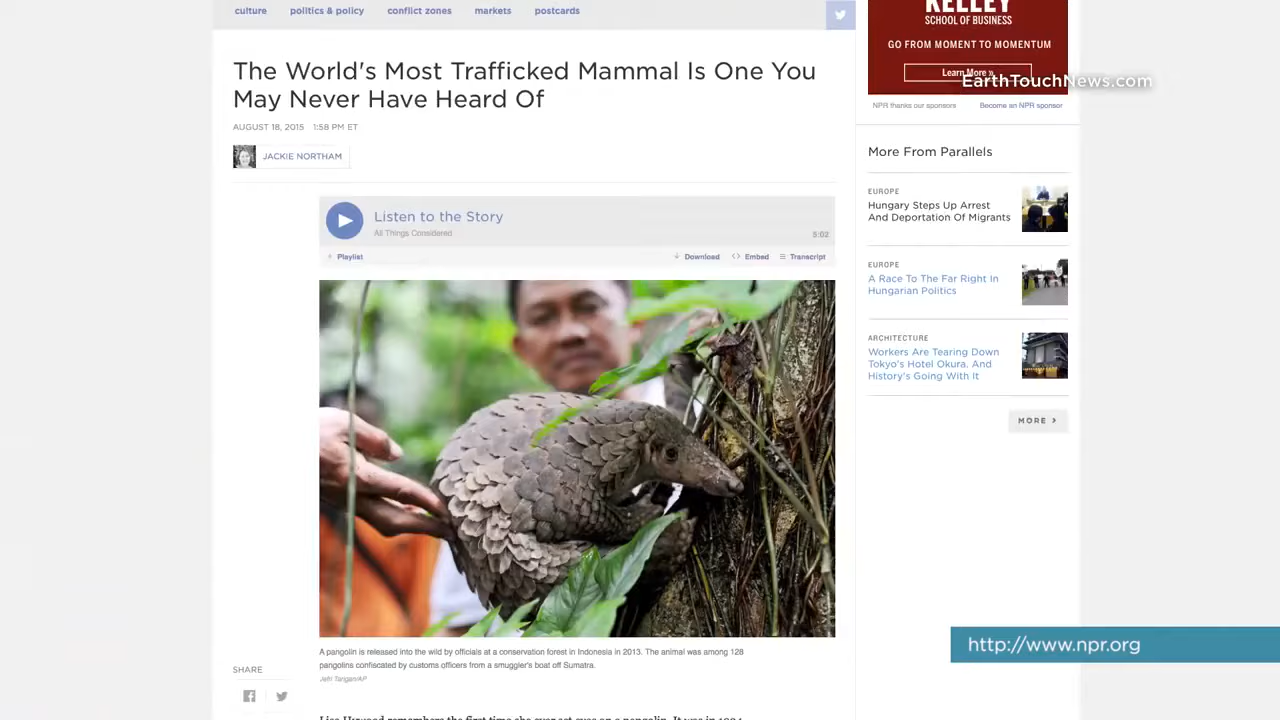 culture politics & policy conflict zones markets postcards
The World's Most Trafficked Mammal Is One You
May Never Have Heard Of
AUGUST 18, 2015 1:58 PM ET
JACKIE NORTHAM
Listen to the Story
All Things Considered
5:02
+ Playlist
Download
Embed
Transcript
A pangolin is released into the wild by officials at a conservation forest in Indonesia in 2013. The animal was among 128
pangolins confiscated by customs officers from a smuggler's boat off Sumatra.
Jefri Tarigan/AP
SHARE
KELLEY
SCHOOL OF BUSINESS
GO FROM MOMENT TO MOMENTUM
Learn More »
EarthTouchNews.com
NPR thanks our sponsors
Become an NPR sponsor
More From Parallels
EUROPE
Hungary Steps Up Arrest
And Deportation Of Migrants
EUROPE
A Race To The Far Right In
Hungarian Politics
ARCHITECTURE
Workers Are Tearing Down
Tokyo's Hotel Okura. And
History's Going With It
MORE >
http://www.npr.org